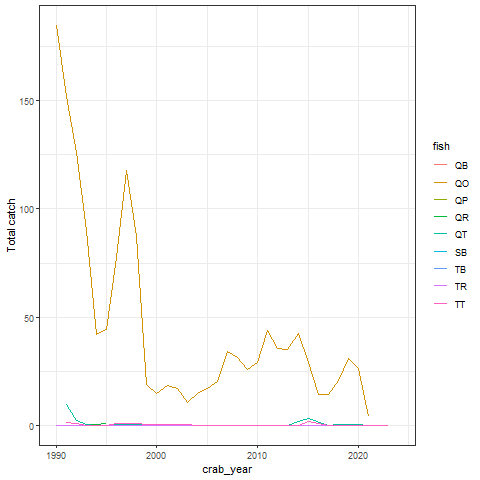 150
100
50
0
Total catch
1990
2000
2010
2020
crab_year
fish
QB
QO
QP
QR
QT
SB
TB
TR
TT